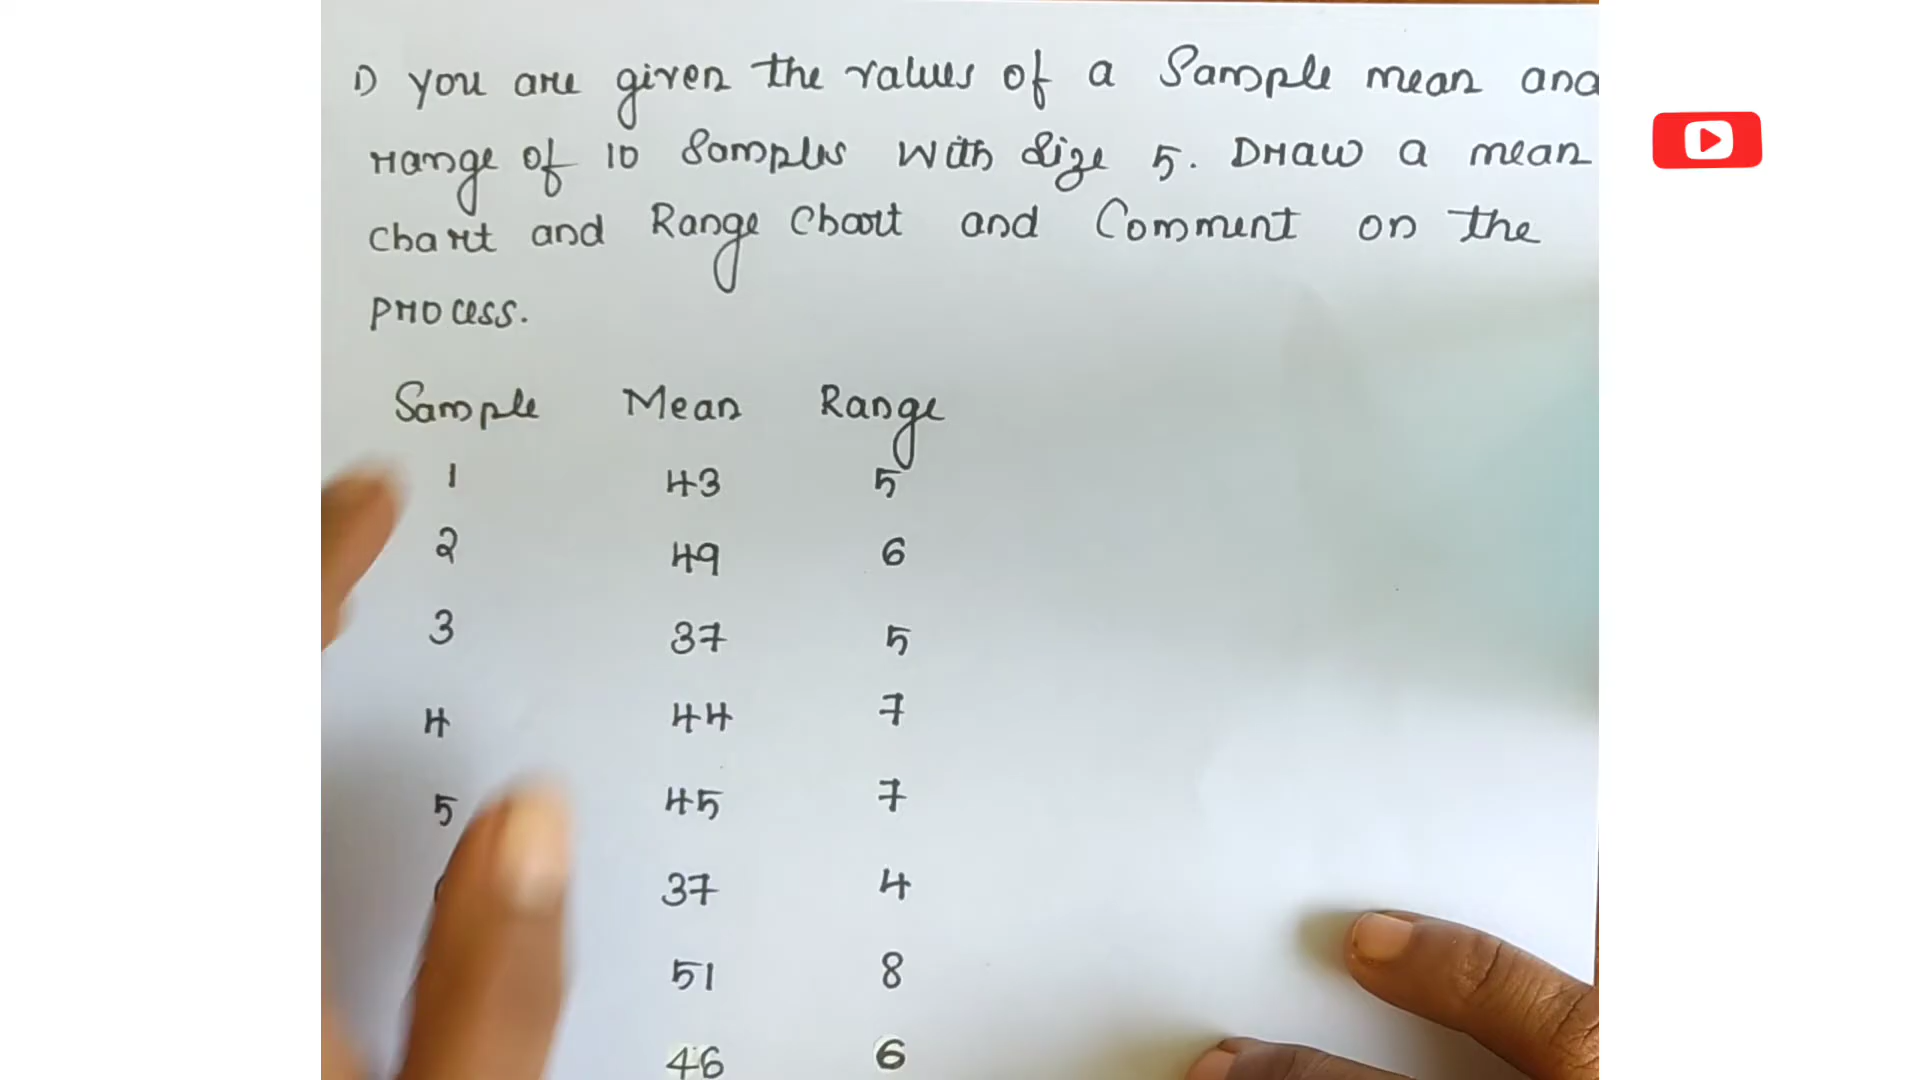 1) you are given the values of a Sample mean and
range of 10 Samples with size 5. Draw a mean
chart and Range Chart and Comment on the
process.
Sample Mean Range
1 43 5
2 49 6
3 37 5
4 44 7
5 45 7
37 4
51 8
46 6